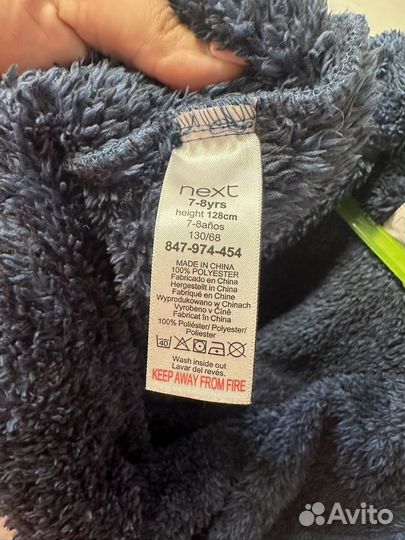 next
7-8yrs
height 128cm
7-8años
130/68
847-974-454
MADE IN CHINA
100% POLYESTER
Fabricado en China
Hergestellt in China
Fabriqué en Chine
Wyprodukowano w Chinach
Vyrobeno v Číně
Fabricat în China
100% Poliéster/ Polyester/
Poliester
40
Wash inside out
Lavar del revés.
KEEP AWAY FROM FIRE
Avito